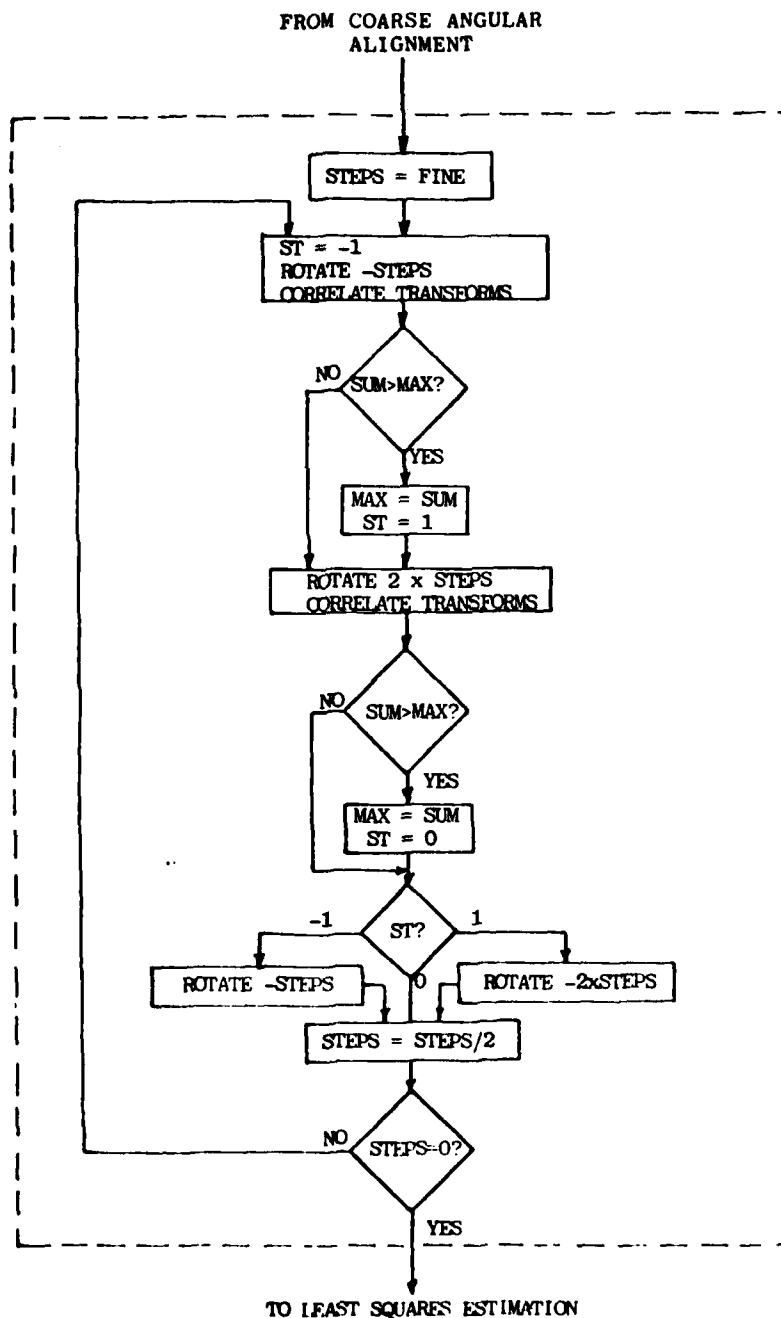 FROM COARSE ANGULAR
ALIGNMENT
STEPS = FINE
ST = -1
ROTATE -STEPS
CORRELATE TRANSFORMS
NO
SUM>MAX?
YES
MAX = SUM
ST = 1
ROTATE 2 x STEPS
CORRELATE TRANSFORMS
NO
SUM>MAX?
YES
MAX = SUM
ST = 0
-1
ST?
1
0
ROTATE -STEPS
ROTATE -2xSTEPS
STEPS = STEPS/2
NO
STEPS=0?
YES
TO LEAST SQUARES ESTIMATION